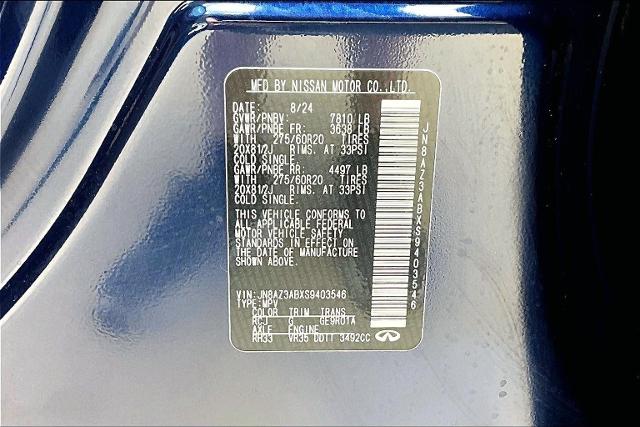 MFD BY NISSAN MOTOR CO.,LTD.
DATE: 8/24
GVWR/PNBV: 7810 LB
GAWR/PNBE FR: 3638 LB
WITH 275/60R20 TIRES
20X81/2J RIMS. AT 33PSI
COLD SINGLE.
GAWR/PNBE RR: 4497 LB
WITH 275/60R20 TIRES
20X81/2J RIMS. AT 33PSI
COLD SINGLE.
THIS VEHICLE CONFORMS TO
ALL APPLICABLE FEDERAL
MOTOR VEHICLE SAFETY
STANDARDS IN EFFECT ON
THE DATE OF MANUFACTURE
SHOWN ABOVE.
VIN: JN8AZ3ABXS9403546
TYPE: MPV
COLOR TRIM TRANS
RCJ G GE9R01A
AXLE ENGINE
RH33 VR35 DDTT 3492CC
JN8AZ3ABXS9403546